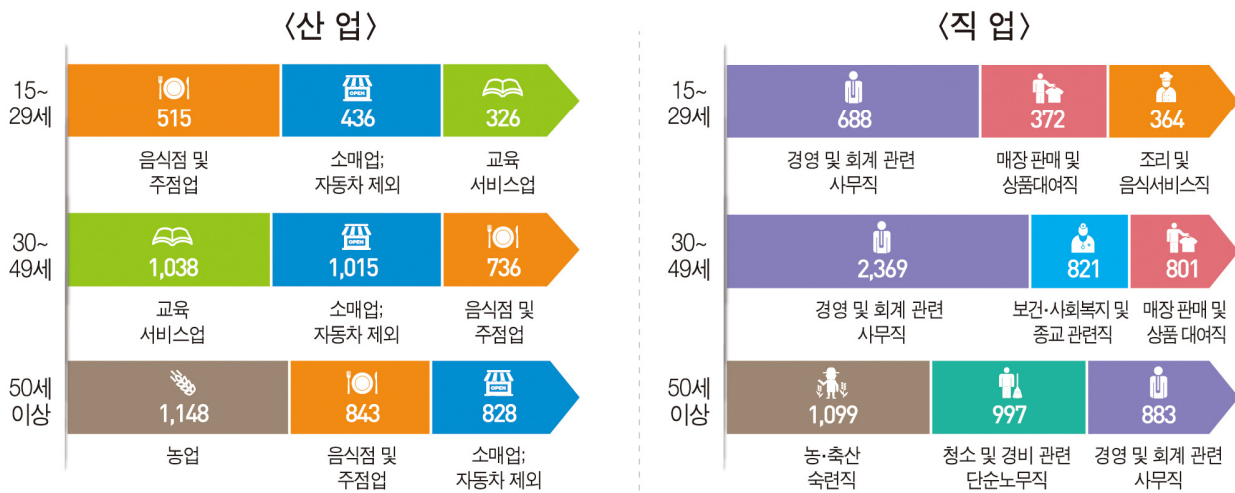 〈산 업〉
15~
29세
515
436
326
음식점 및
주점업
소매업;
자동차 제외
교육
서비스업
30~
49세
1,038
1,015
736
교육
서비스업
소매업;
자동차 제외
음식점 및
주점업
50세
이상
1,148
843
828
농업
음식점 및
주점업
소매업;
자동차 제외
〈직 업〉
15~
29세
688
372
364
경영 및 회계 관련
사무직
매장 판매 및
상품대여직
조리 및
음식서비스직
30~
49세
2,369
821
801
경영 및 회계 관련
사무직
보건·사회복지 및
종교 관련직
매장 판매 및
상품 대여직
50세
이상
1,099
997
883
농·축산
숙련직
청소 및 경비 관련
단순노무직
경영 및 회계 관련
사무직
OPEN
OPEN
OPEN